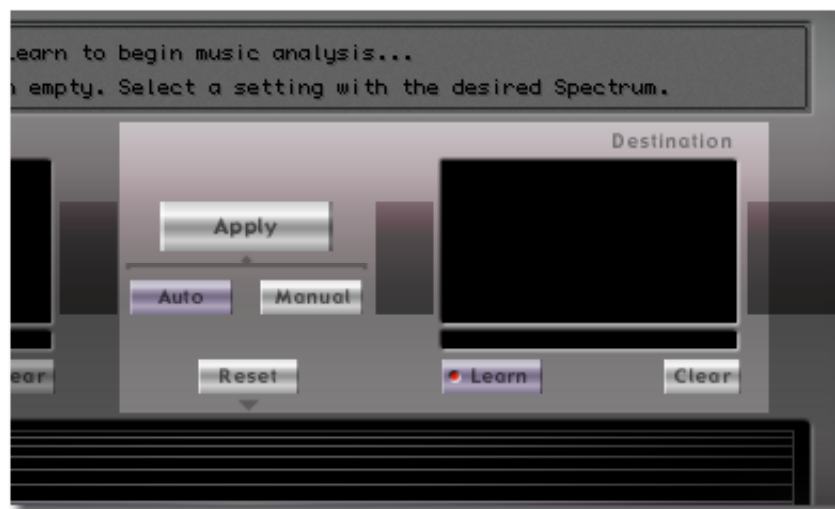 earn to begin music analysis...
empty. Select a setting with the desired Spectrum.
Destination
Apply
Auto Manual
ear Reset Learn Clear